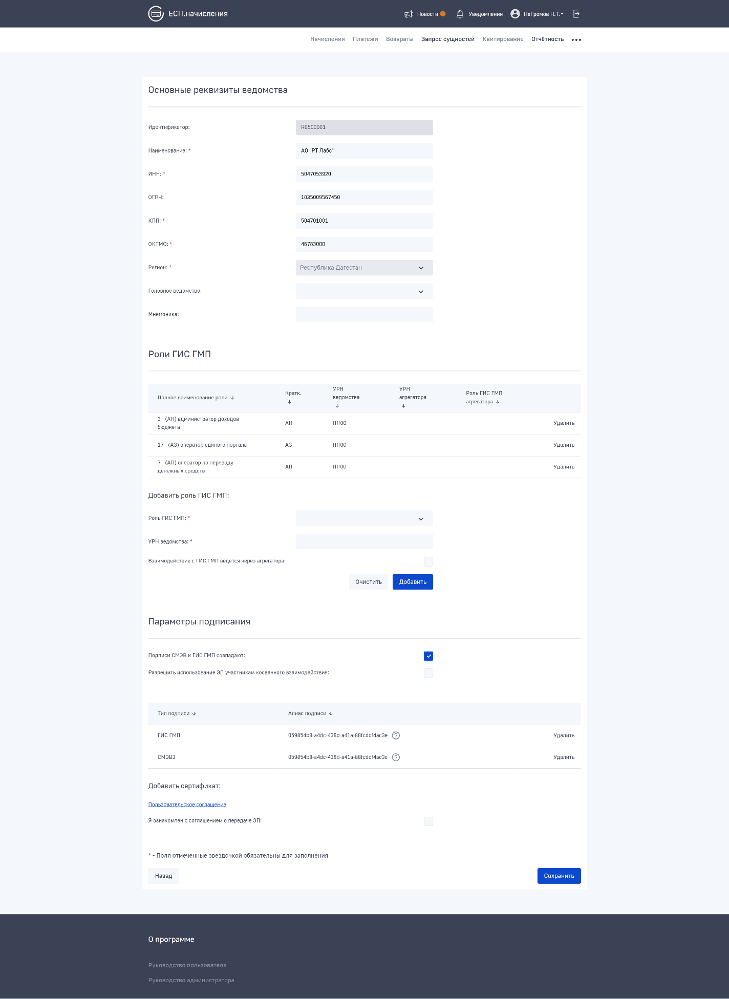 ЕСП.начисления
Новости
Уведомления
НеГромов Н.Т.
Начисления
Платежи
Возвраты
Запрос сущностей
Квитирование
Отчётность
Основные реквизиты ведомства
Идентификатор:
R0500001
Наименование: *
АО "РТ Лабс"
ИНН: *
5047053920
ОГРН:
1035009567450
КПП: *
504701001
ОКТМО: *
46783000
Регион: *
Республика Дагестан
Головное ведомство:
Мнемоника:
Роли ГИС ГМП
Полное наименование роли ↓
Кратк.
↓
УРН
ведомства
↓
УРН
агрегатора
↓
Роль ГИС ГМП
агрегатора ↓
3 - (АН) администратор доходов
бюджета
АН
ffff00
Удалить
17 - (АЗ) оператор единого портала
АЗ
ffff00
Удалить
7 - (АП) оператор по переводу
денежных средств
АП
ffff00
Удалить
Добавить роль ГИС ГМП:
Роль ГИС ГМП: *
УРН ведомства: *
Взаимодействие с ГИС ГМП ведется через агрегатора:
Очистить
Добавить
Параметры подписания
Подписи СМЭВ и ГИС ГМП совпадают:
Разрешить использование ЭП участникам косвенного взаимодействия:
Тип подписи ↓
Алиас подписи ↓
ГИС ГМП
059854b8-a4dc-438d-a41a-88fcdcf4ac3e
Удалить
СМЭВ3
059854b8-a4dc-438d-a41a-88fcdcf4ac3e
Удалить
Добавить сертификат:
Пользовательское соглашение
Я ознакомлен с соглашением о передаче ЭП:
* - Поля отмеченные звездочкой обязательны для заполнения
Назад
Сохранить
О программе
Руководство пользователя
Руководство администратора